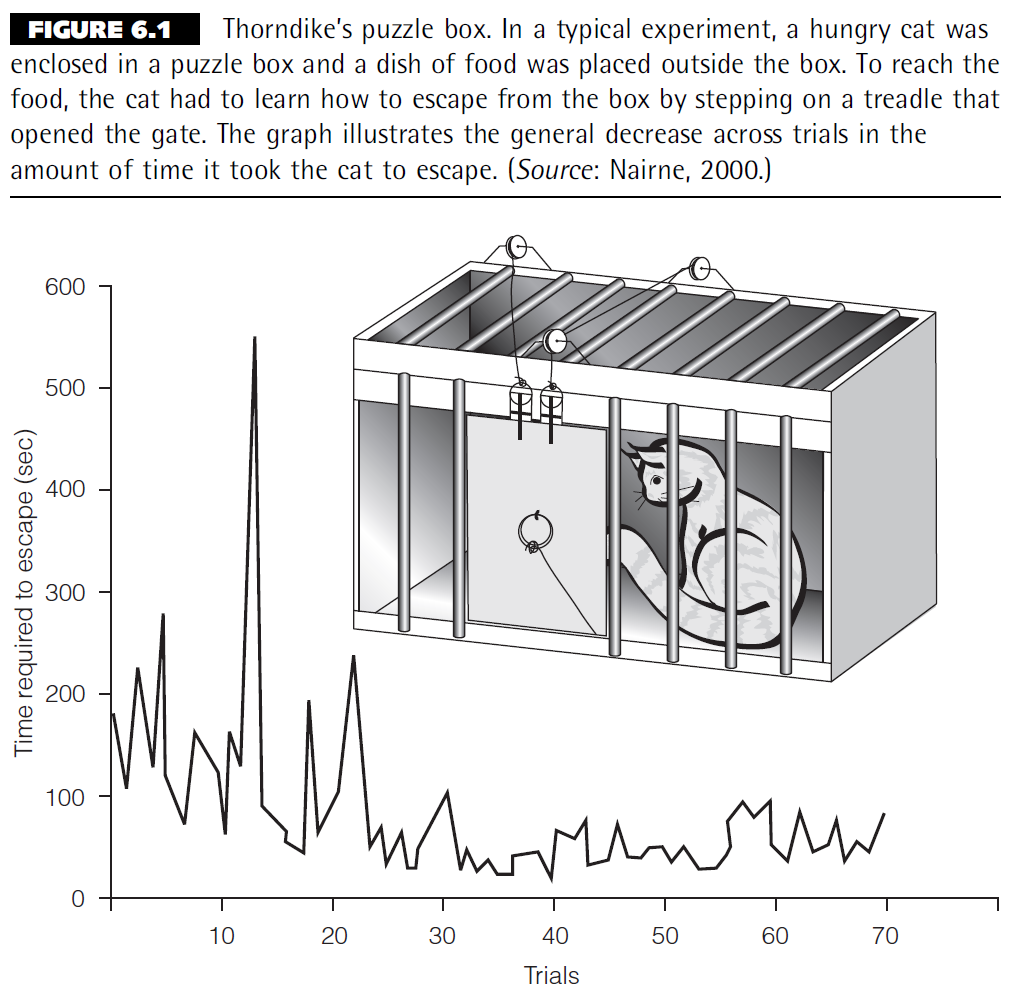 FIGURE 6.1 Thorndike's puzzle box. In a typical experiment, a hungry cat was
enclosed in a puzzle box and a dish of food was placed outside the box. To reach the
food, the cat had to learn how to escape from the box by stepping on a treadle that
opened the gate. The graph illustrates the general decrease across trials in the
amount of time it took the cat to escape. (Source: Nairne, 2000.)
Time required to escape (sec)
600
500
400
300
200
100
0
10 20 30 40 50 60 70
Trials